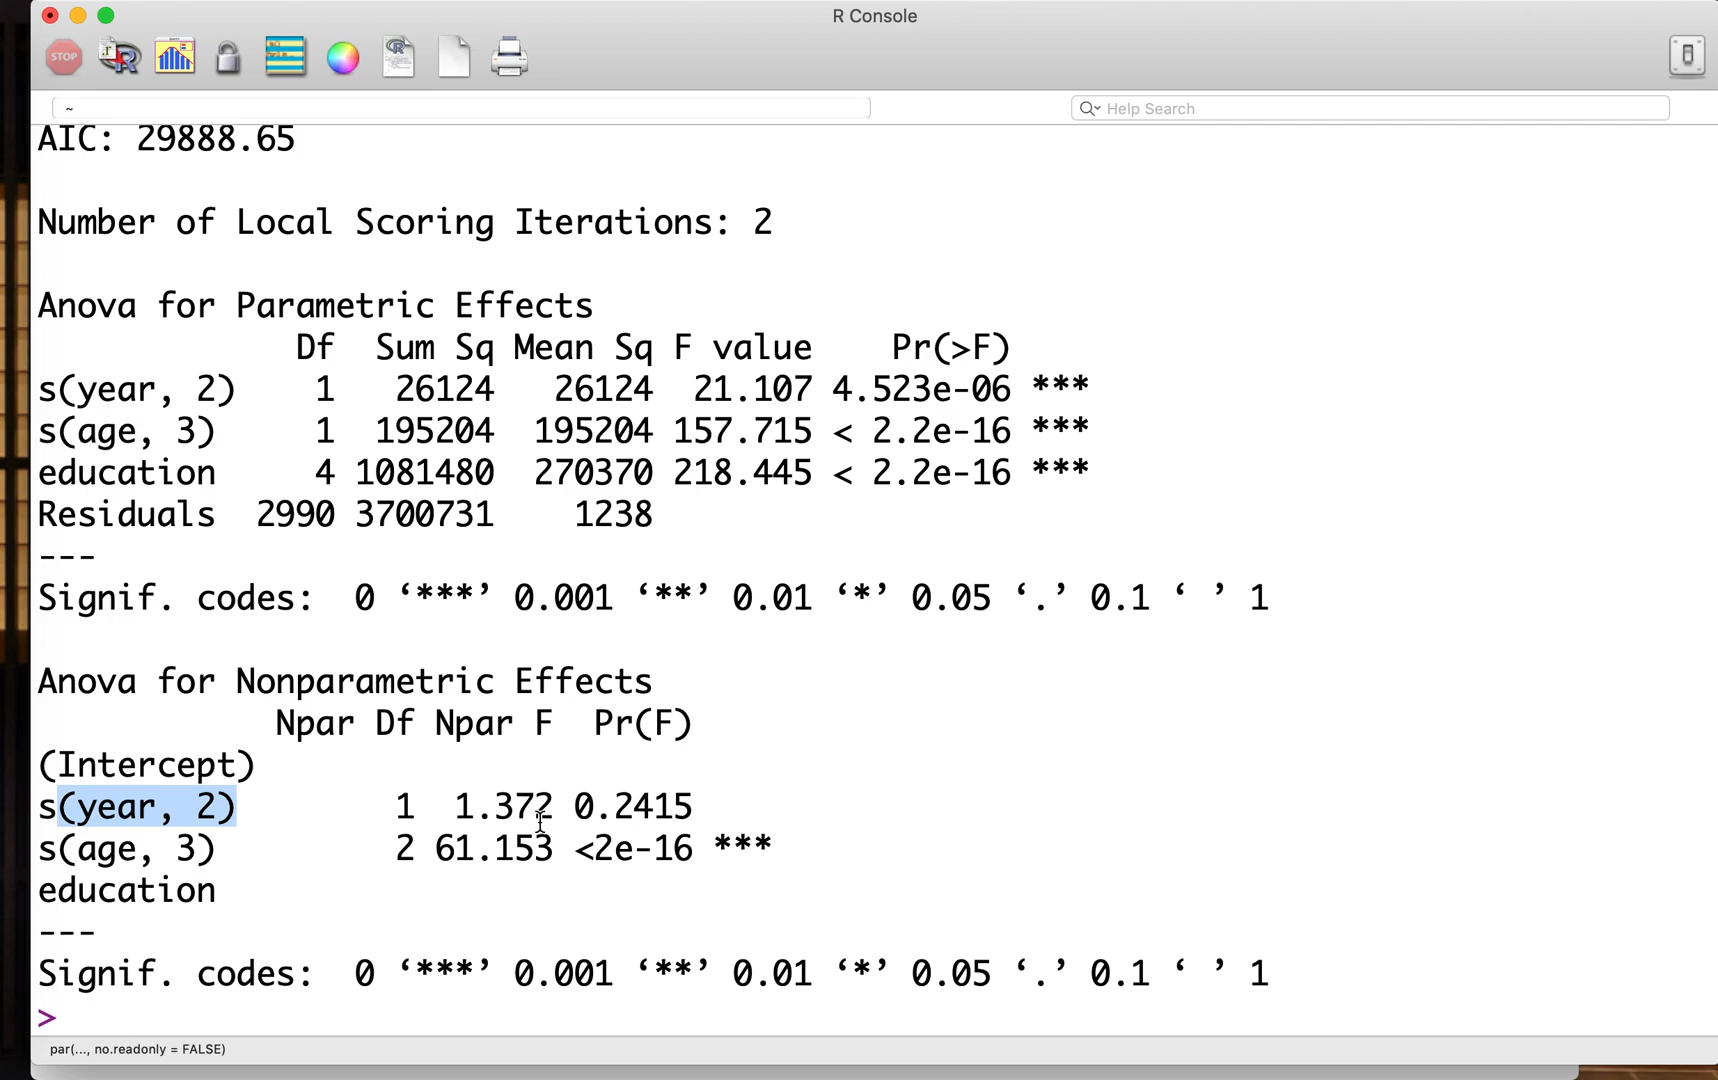 R Console
STOP
~
Help Search
AIC: 29888.65
Number of Local Scoring Iterations: 2
Anova for Parametric Effects
Df Sum Sq Mean Sq F value Pr(>F)
s(year, 2) 1 26124 26124 21.107 4.523e-06 ***
s(age, 3) 1 195204 195204 157.715 < 2.2e-16 ***
education 4 1081480 270370 218.445 < 2.2e-16 ***
Residuals 2990 3700731 1238
---
Signif. codes: 0 ‘***’ 0.001 ‘**’ 0.01 ‘*’ 0.05 ‘.’ 0.1 ‘ ’ 1
Anova for Nonparametric Effects
Npar Df Npar F Pr(F)
(Intercept)
s(year, 2) 1 1.372 0.2415
s(age, 3) 2 61.153 <2e-16 ***
education
---
Signif. codes: 0 ‘***’ 0.001 ‘**’ 0.01 ‘*’ 0.05 ‘.’ 0.1 ‘ ’ 1
>
par(..., no.readonly = FALSE)